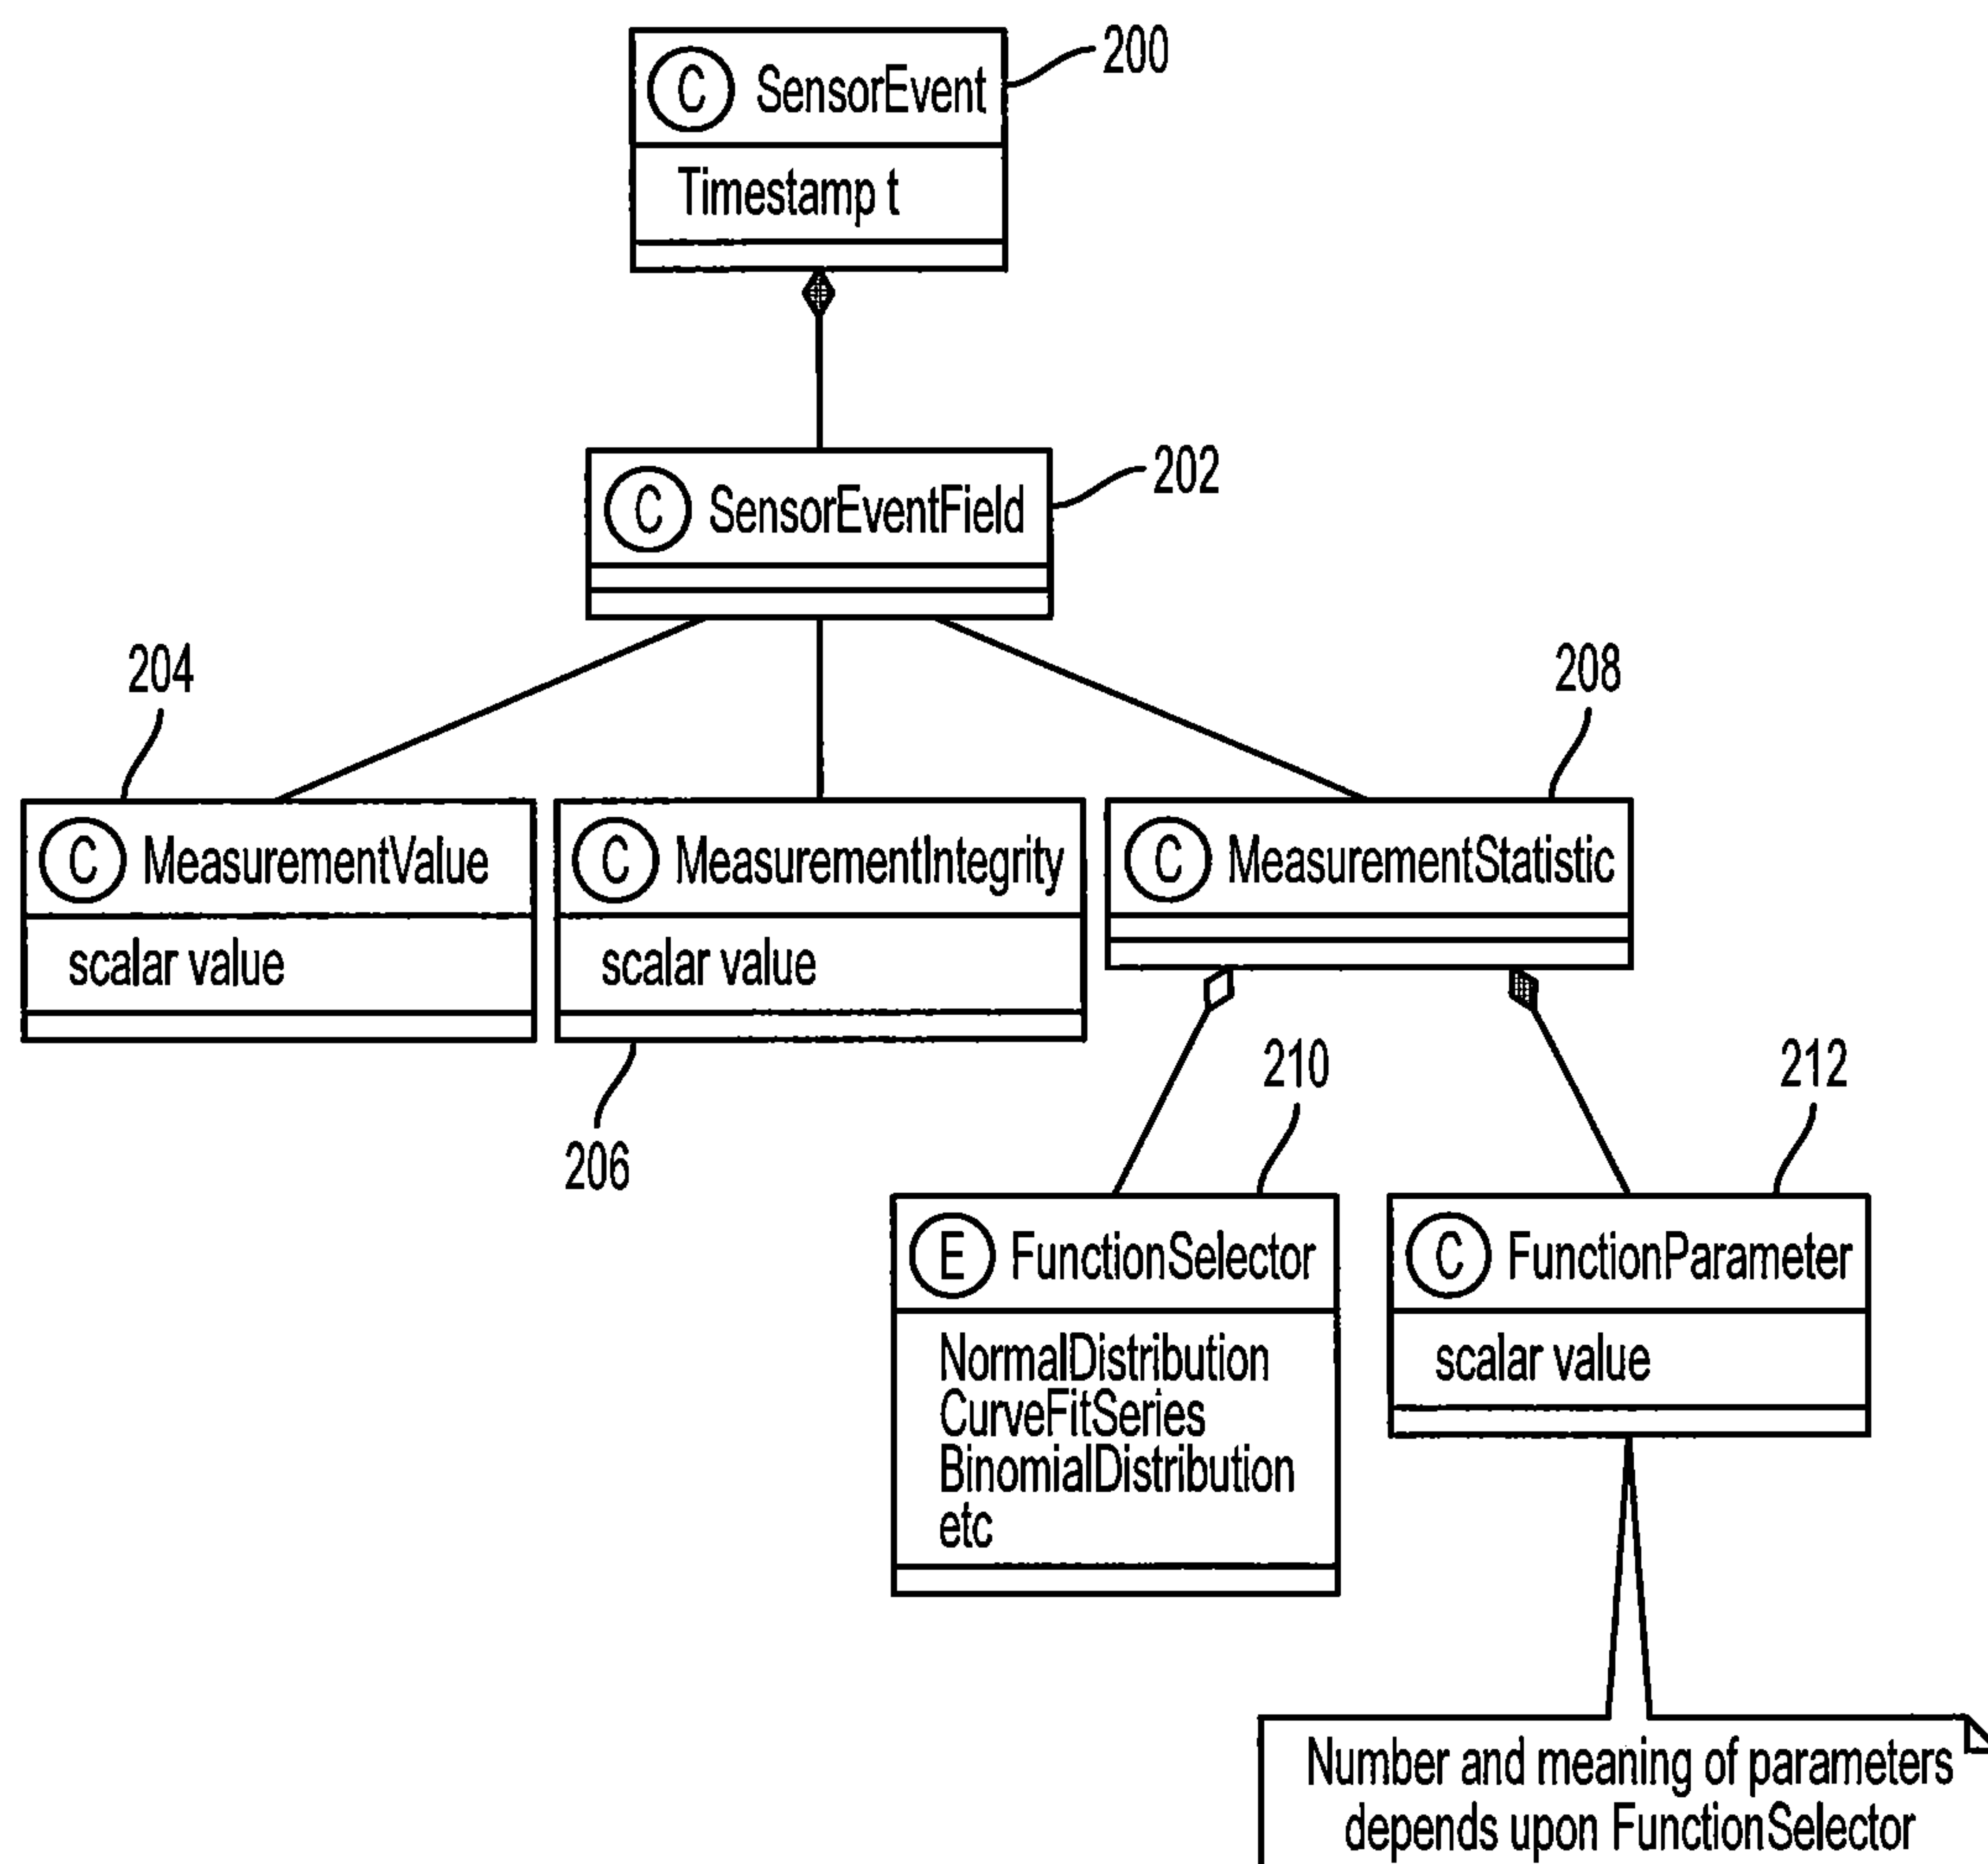 200
C SensorEvent
Timestamp t
202
C SensorEventField
204
208
C MeasurementValue
scalar value
C MeasurementIntegrity
scalar value
C MeasurementStatistic
206
210
212
E FunctionSelector
NormalDistribution
CurveFitSeries
BinomialDistribution
etc
C FunctionParameter
scalar value
Number and meaning of parameters
depends upon FunctionSelector